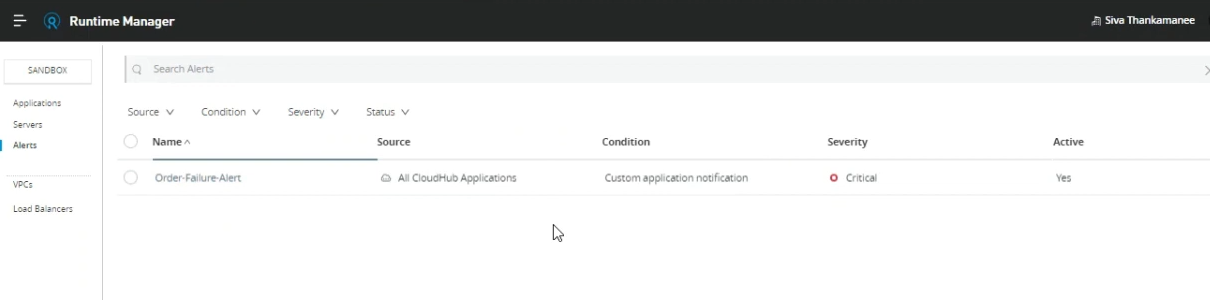 Runtime Manager
Siva Thankamanee
SANDBOX
Applications
Servers
Alerts
VPCs
Load Balancers
Search Alerts
Source Condition Severity Status
Name Source Condition Severity Active
Order-Failure-Alert All CloudHub Applications Custom application notification Critical Yes